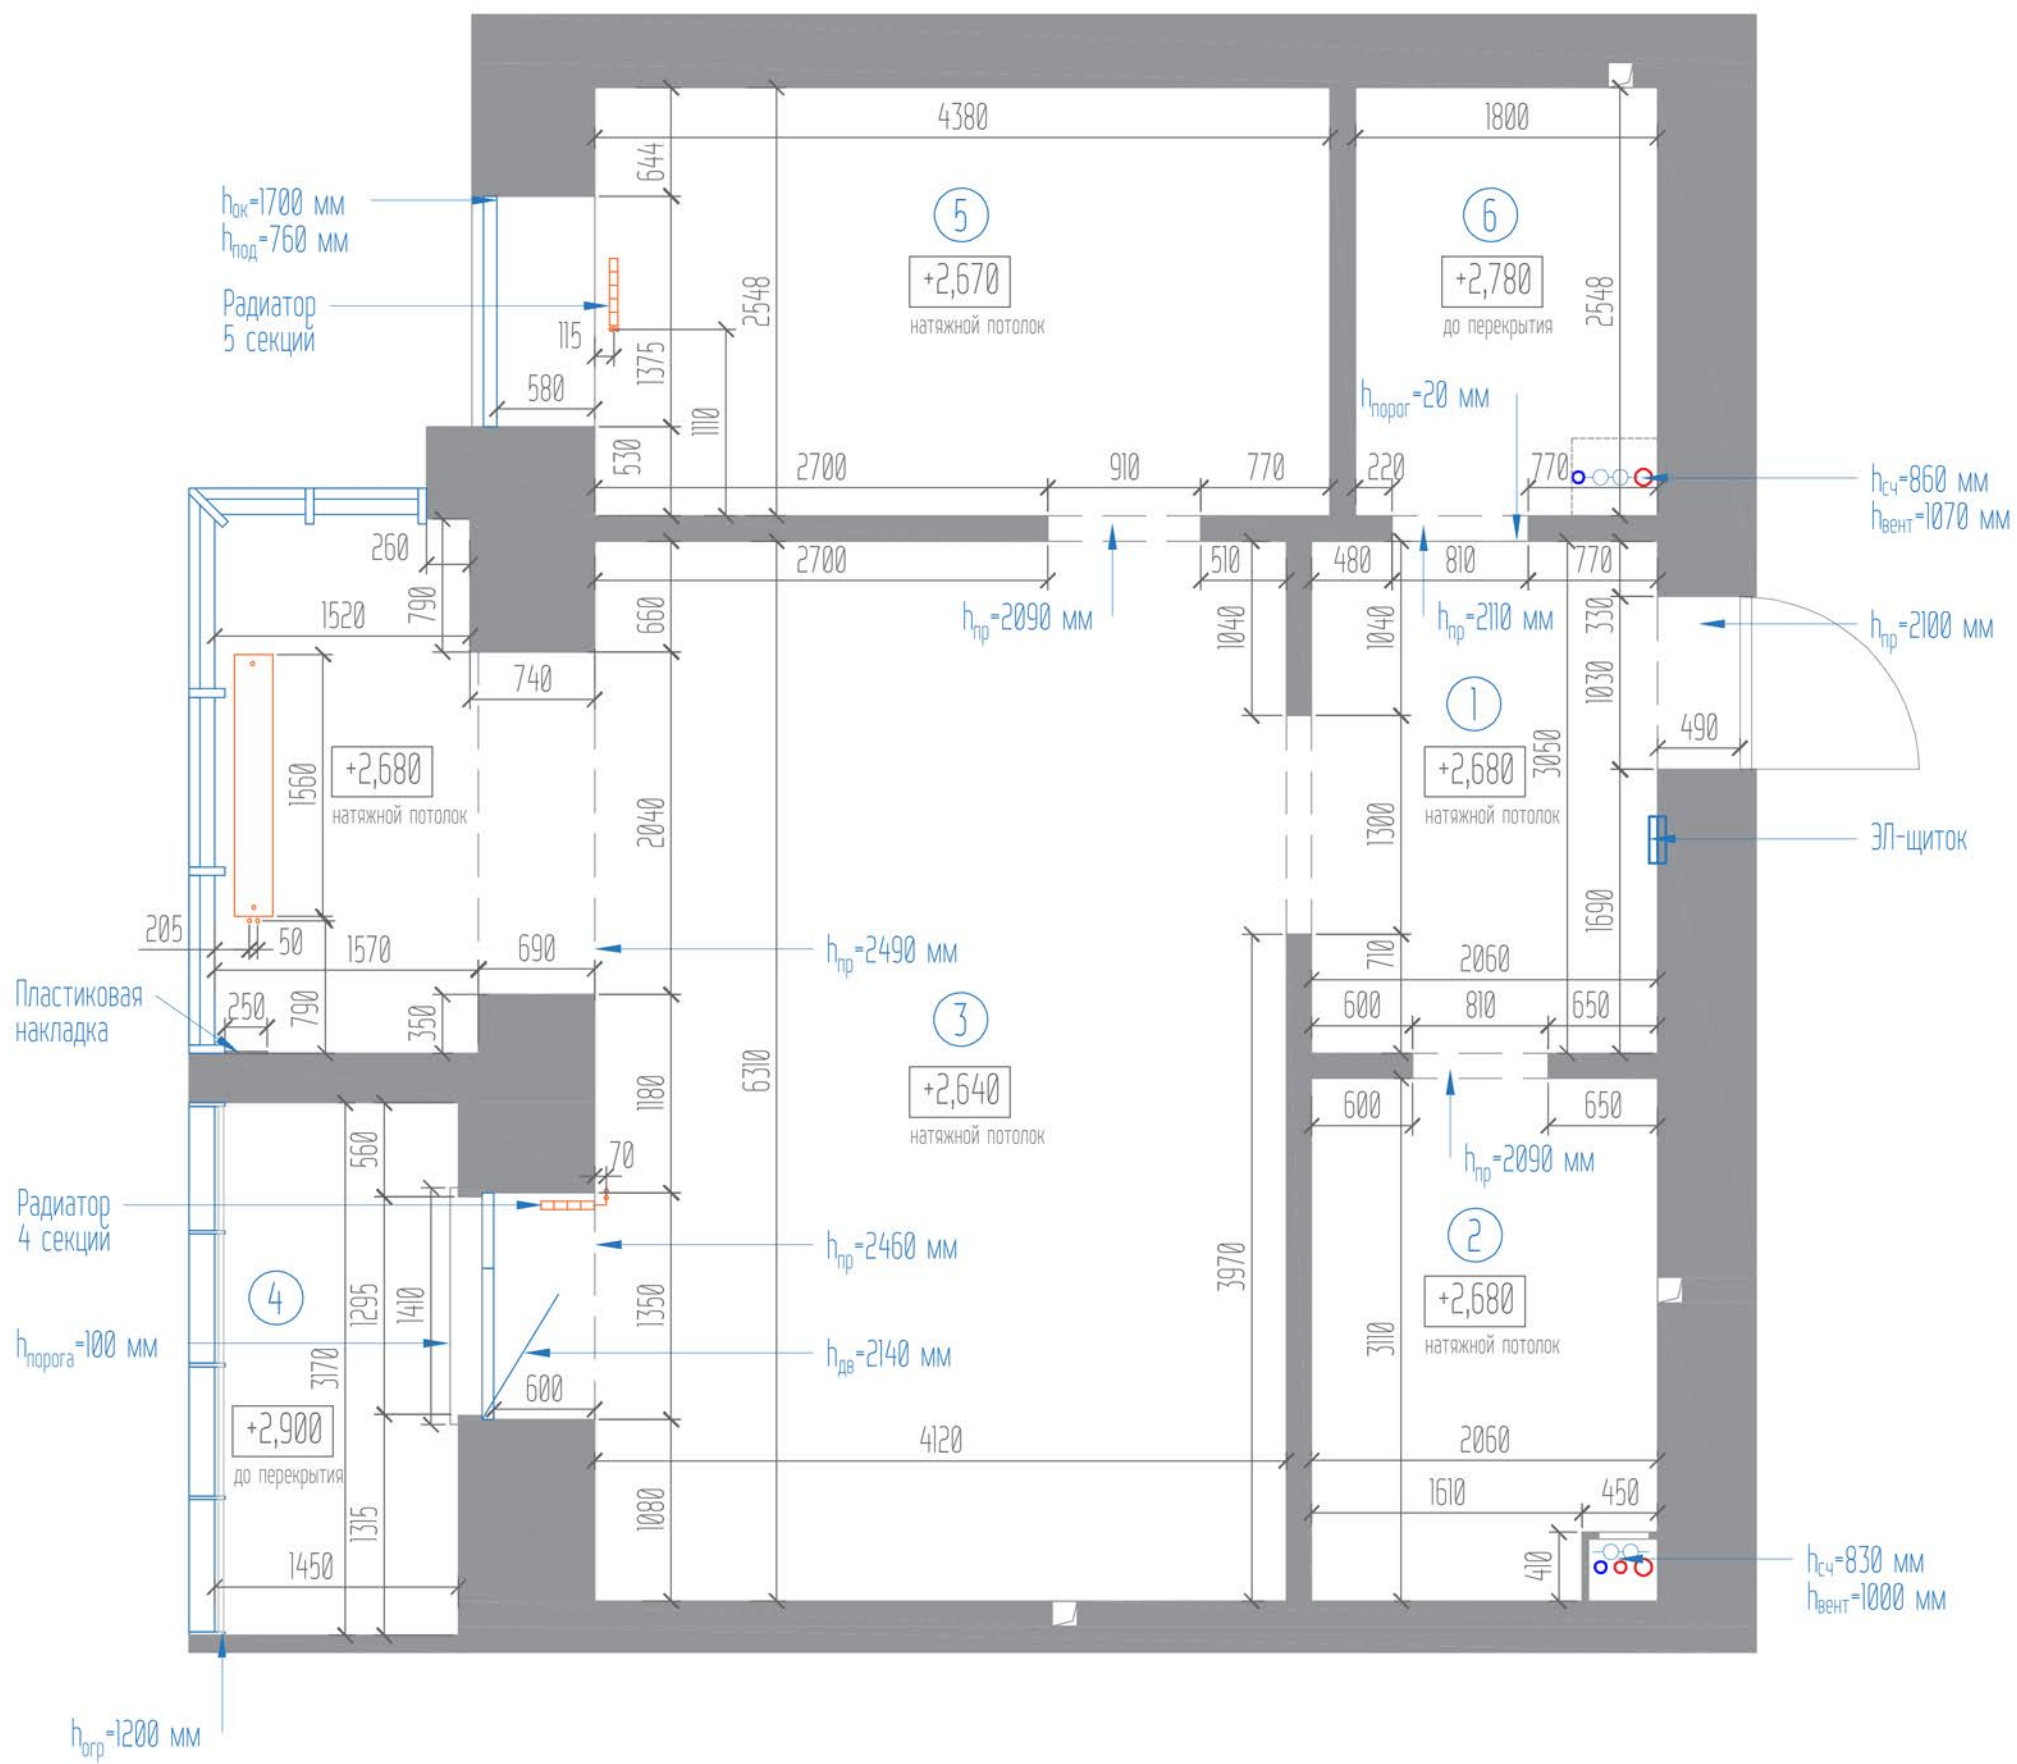 4380
1800
644
hок=1700 мм
hпод=760 мм
5
6
+2,670
натяжной потолок
+2,780
до перекрытия
2548
2548
Радиатор
5 секций
115
1375
580
1110
hпорог=20 мм
530
2700
910
770
220
770
hсч=860 мм
hвент=1070 мм
260
2700
510
480
810
770
1520
790
660
hпр=2090 мм
1040
1040
hпр=2110 мм
330
hпр=2100 мм
740
1030
1
490
+2,680
натяжной потолок
1560
2040
+2,680
натяжной потолок
3050
1300
ЭЛ-щиток
205
50
1570
690
hпр=2490 мм
710
2060
1690
Пластиковая
накладка
250
790
350
3
600
810
650
6310
1180
+2,640
натяжной потолок
600
650
560
70
hпр=2090 мм
Радиатор
4 секций
hпр=2460 мм
2
4
1295
1410
1350
3970
+2,680
натяжной потолок
3110
hпорога=100 мм
3170
hдв=2140 мм
600
+2,900
до перекрытия
4120
2060
1610
450
1315
1080
1450
410
hсч=830 мм
hвент=1000 мм
hогр=1200 мм